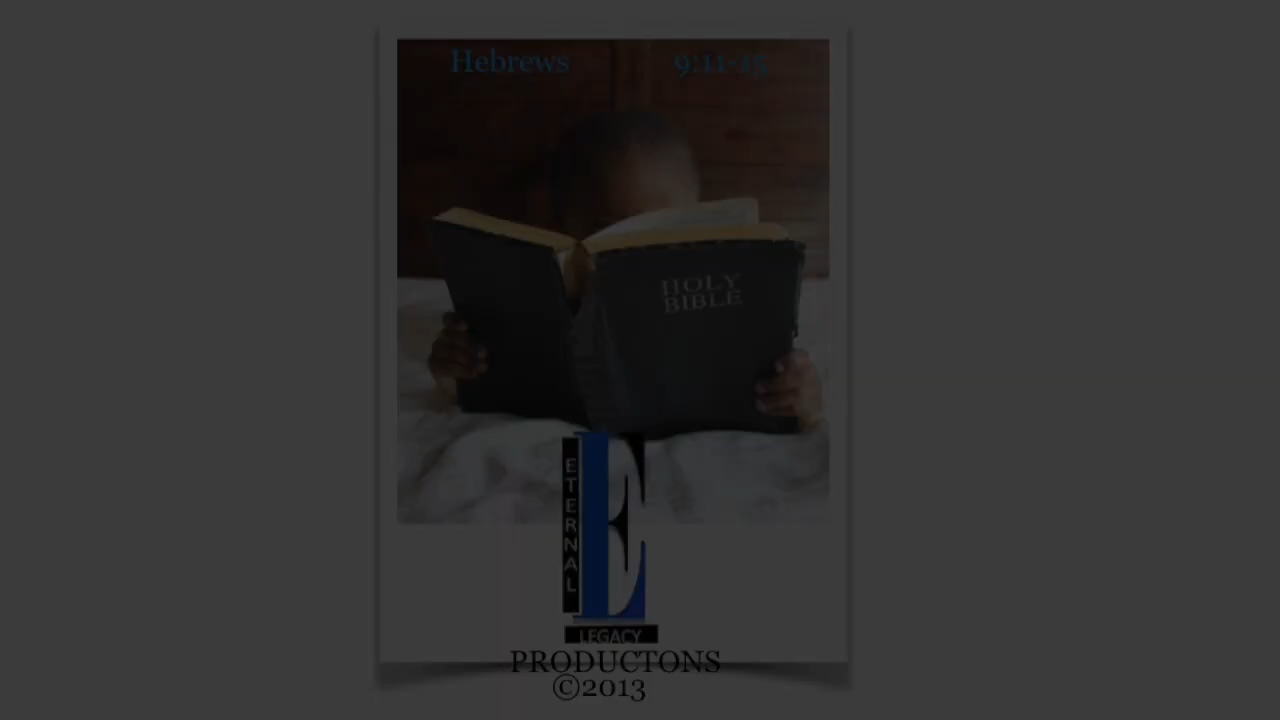 Hebrews 9:11-15
HOLY
BIBLE
ETERNAL
E
LEGACY
PRODUCTONS
©2013